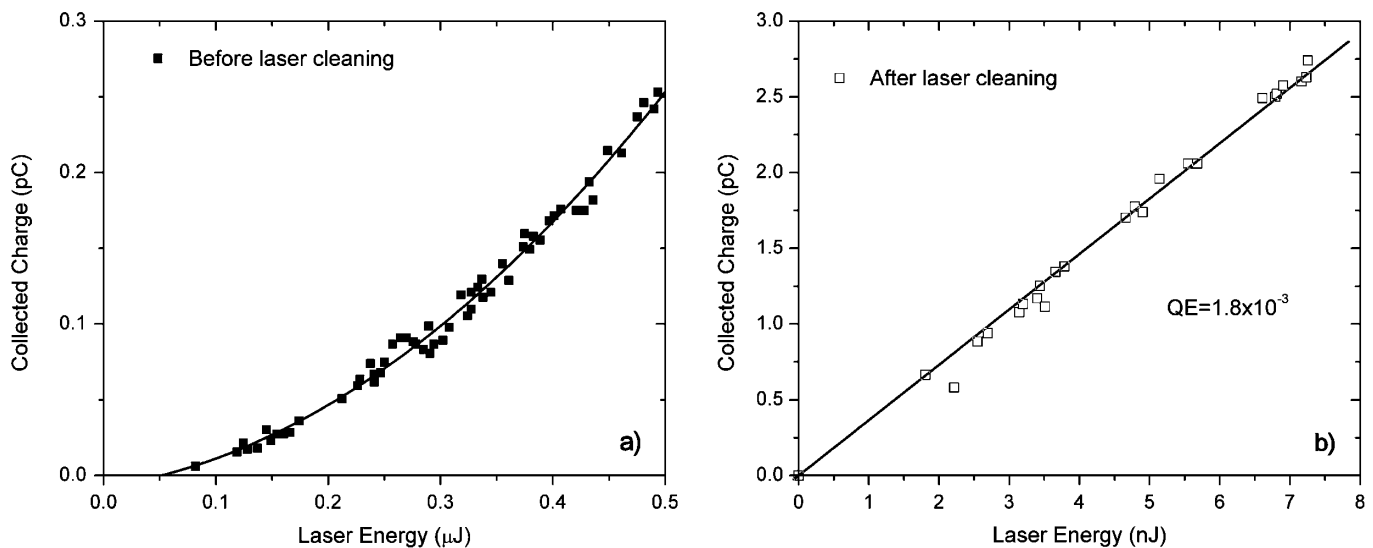 0.3
0.2
0.1
0.0
0.0 0.1 0.2 0.3 0.4 0.5
Collected Charge (pC)
Laser Energy (μJ)
Before laser cleaning
a)
3.0
2.5
2.0
1.5
1.0
0.5
0.0
0 1 2 3 4 5 6 7 8
Collected Charge (pC)
Laser Energy (nJ)
After laser cleaning
QE=1.8x10⁻³
b)